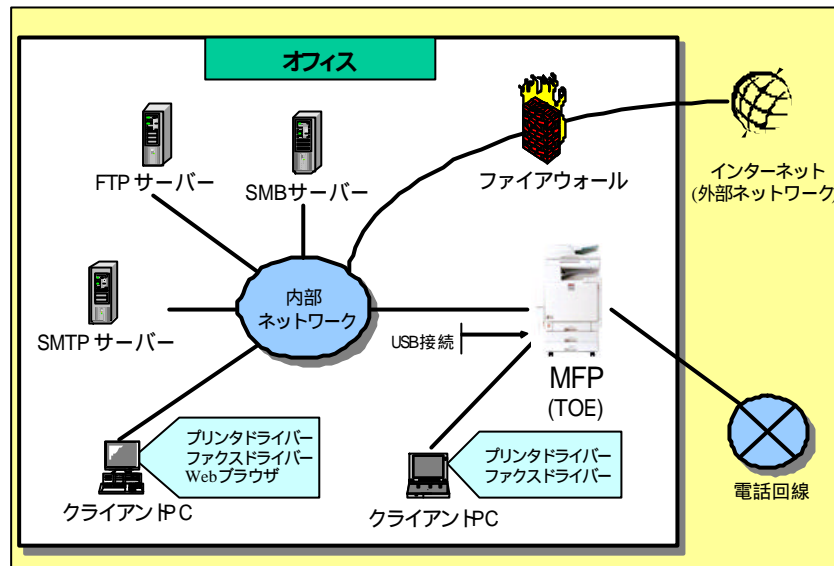 オフィス
FTP サーバー
SMBサーバー
ファイアウォール
インターネット
(外部ネットワーク)
SMTP サーバー
内部
ネットワーク
USB接続
MFP
(TOE)
プリンタドライバー
ファクスドライバー
Webブラウザ
クライアントPC
プリンタドライバー
ファクスドライバー
クライアントPC
電話回線